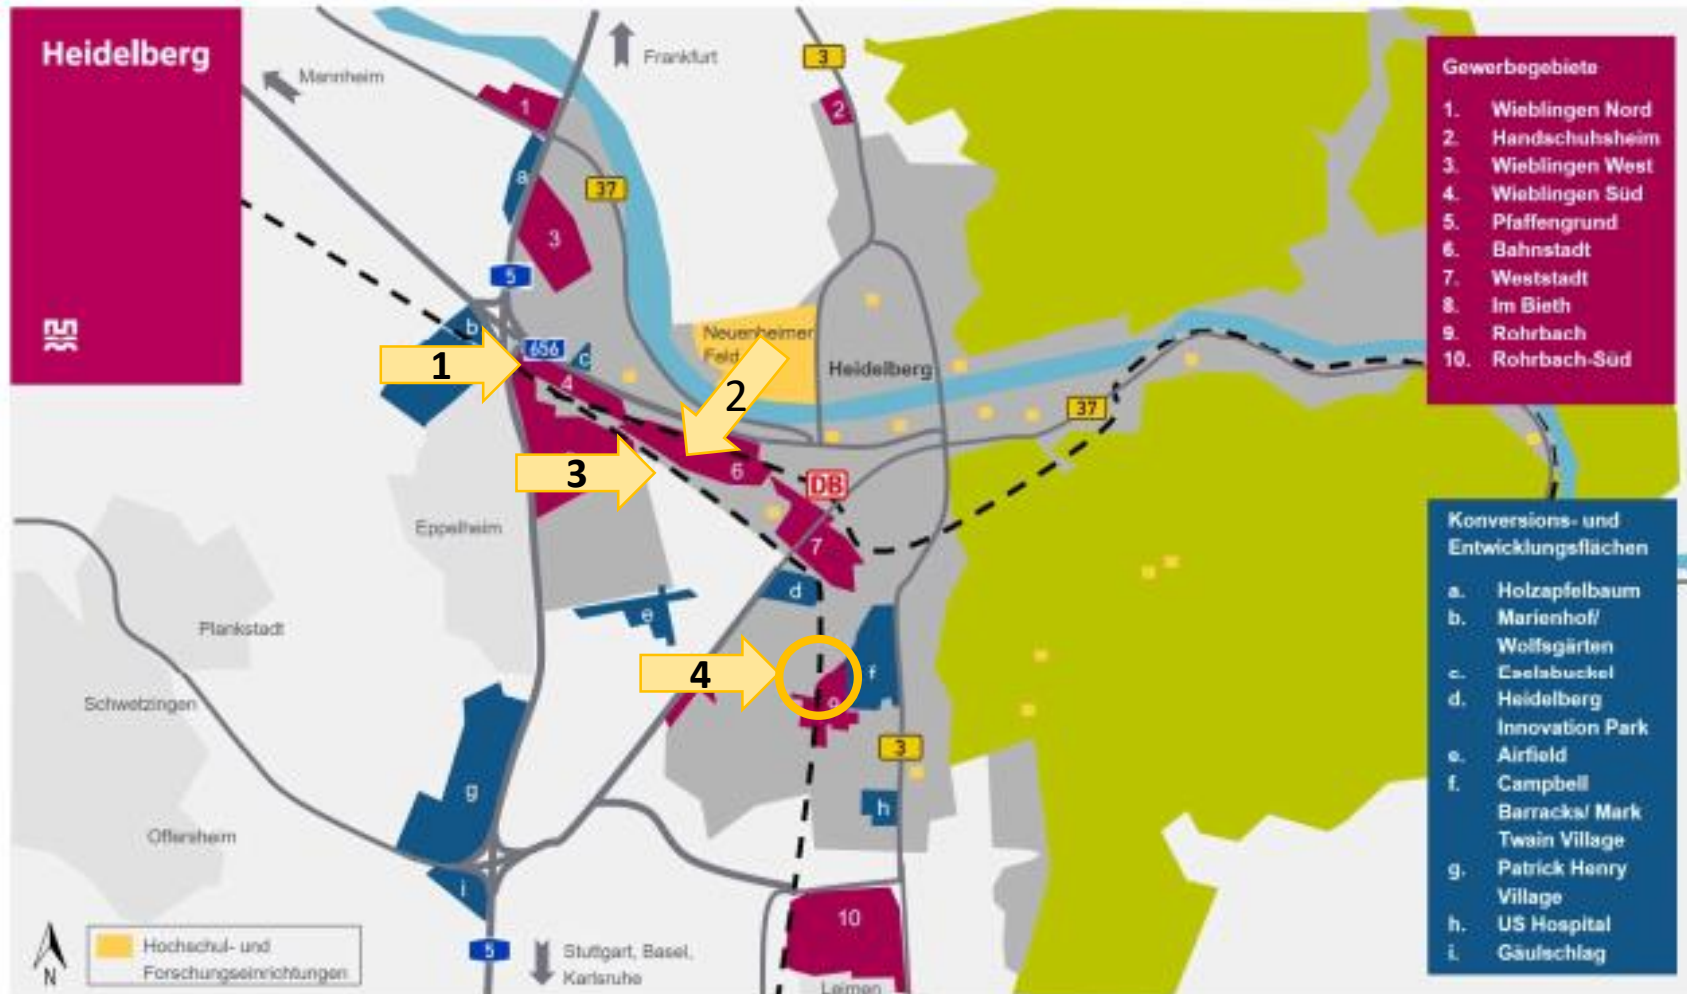 Heidelberg
Mannheim
Frankfurt
3
1
2
a
37
3
5
b
656
c
4
Neuenheimer
Feld
Heidelberg
1
2
3
37
6
DB
7
Eppelheim
d
e
Plankstadt
4
f
9
Schwetzingen
3
g
h
Oftersheim
i
10
N
Hochschul- und
Forschungseinrichtungen
5
Stuttgart, Basel,
Karlsruhe
Leimen
Gewerbegebiete
1. Wieblingen Nord
2. Handschuhsheim
3. Wieblingen West
4. Wieblingen Süd
5. Pfaffengrund
6. Bahnstadt
7. Weststadt
8. Im Bieth
9. Rohrbach
10. Rohrbach-Süd
Konversions- und
Entwicklungsflächen
a. Holzapfelbaum
b. Marienhof/
Wolfsgärten
c. Eselsbuckel
d. Heidelberg
Innovation Park
e. Airfield
f. Campbell
Barracks/ Mark
Twain Village
g. Patrick Henry
Village
h. US Hospital
i. Gäulschlag